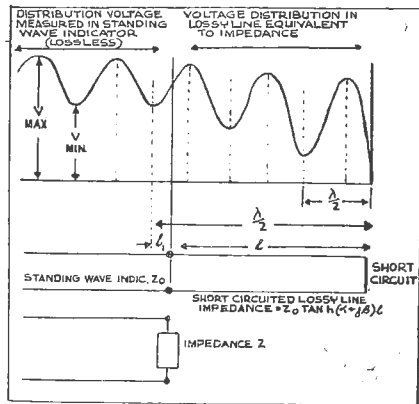 DISTRIBUTION VOLTAGE
MEASURED IN STANDING
WAVE INDICATOR
(LOSSLESS)
VOLTAGE DISTRIBUTION IN
LOSSY LINE EQUIVALENT
TO IMPEDANCE
V
MAX
V
MIN.
λ/2
λ/2
l₁
l
STANDING WAVE INDIC. Z₀
SHORT
CIRCUIT
SHORT CIRCUITED LOSSY LINE
IMPEDANCE = Z₀ TAN h(α+jβ)l
IMPEDANCE Z